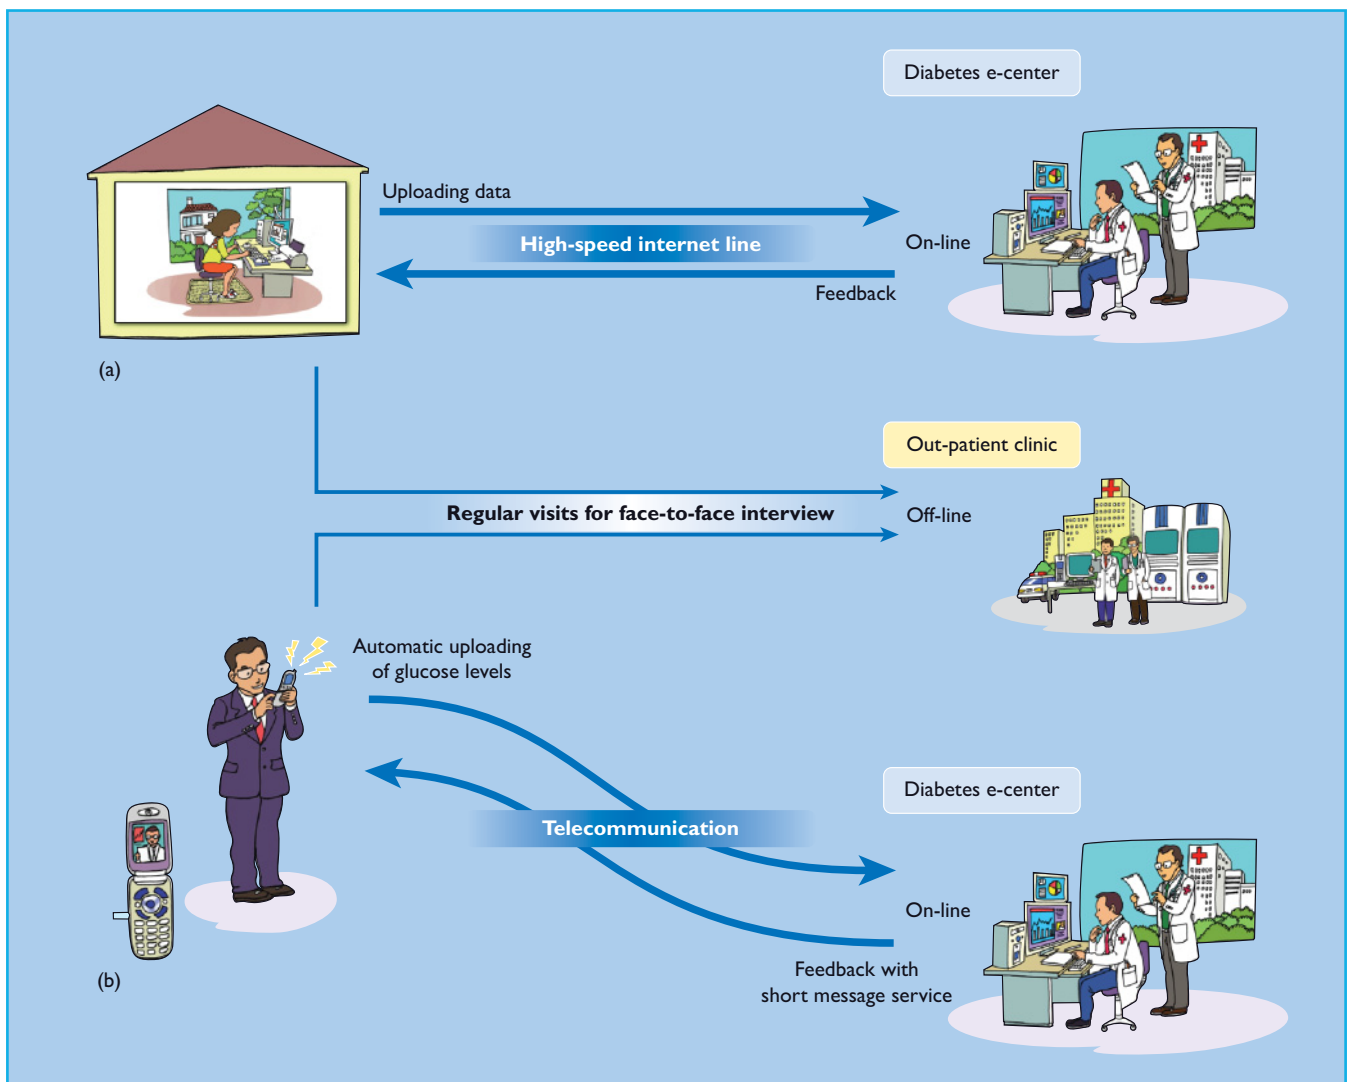 Diabetes e-center
Uploading data
High-speed internet line
On-line
Feedback
(a)
Out-patient clinic
Regular visits for face-to-face interview
Off-line
Automatic uploading
of glucose levels
Diabetes e-center
Telecommunication
On-line
Feedback with
short message service
(b)